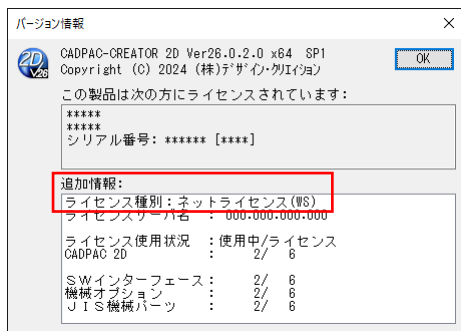 バージョン情報
2D
V26
CADPAC-CREATOR 2D Ver26.0.2.0 x64 SP1
OK
Copyright (C) 2024 (株)ﾃﾞｻﾞｲﾝ･ｸﾘｴｲｼｮﾝ
この製品は次の方にライセンスされています:
*****
*****
シリアル番号: ****** [****]
追加情報:
ライセンス種別:ネットライセンス(WS)
ライセンスサーバ名 : 000.000.000.000
ライセンス使用状況 :使用中/ライセンス
CADPAC 2D : 2/ 6
SWインターフェース: 2/ 6
機械オプション : 2/ 6
JIS機械パーツ : 2/ 6